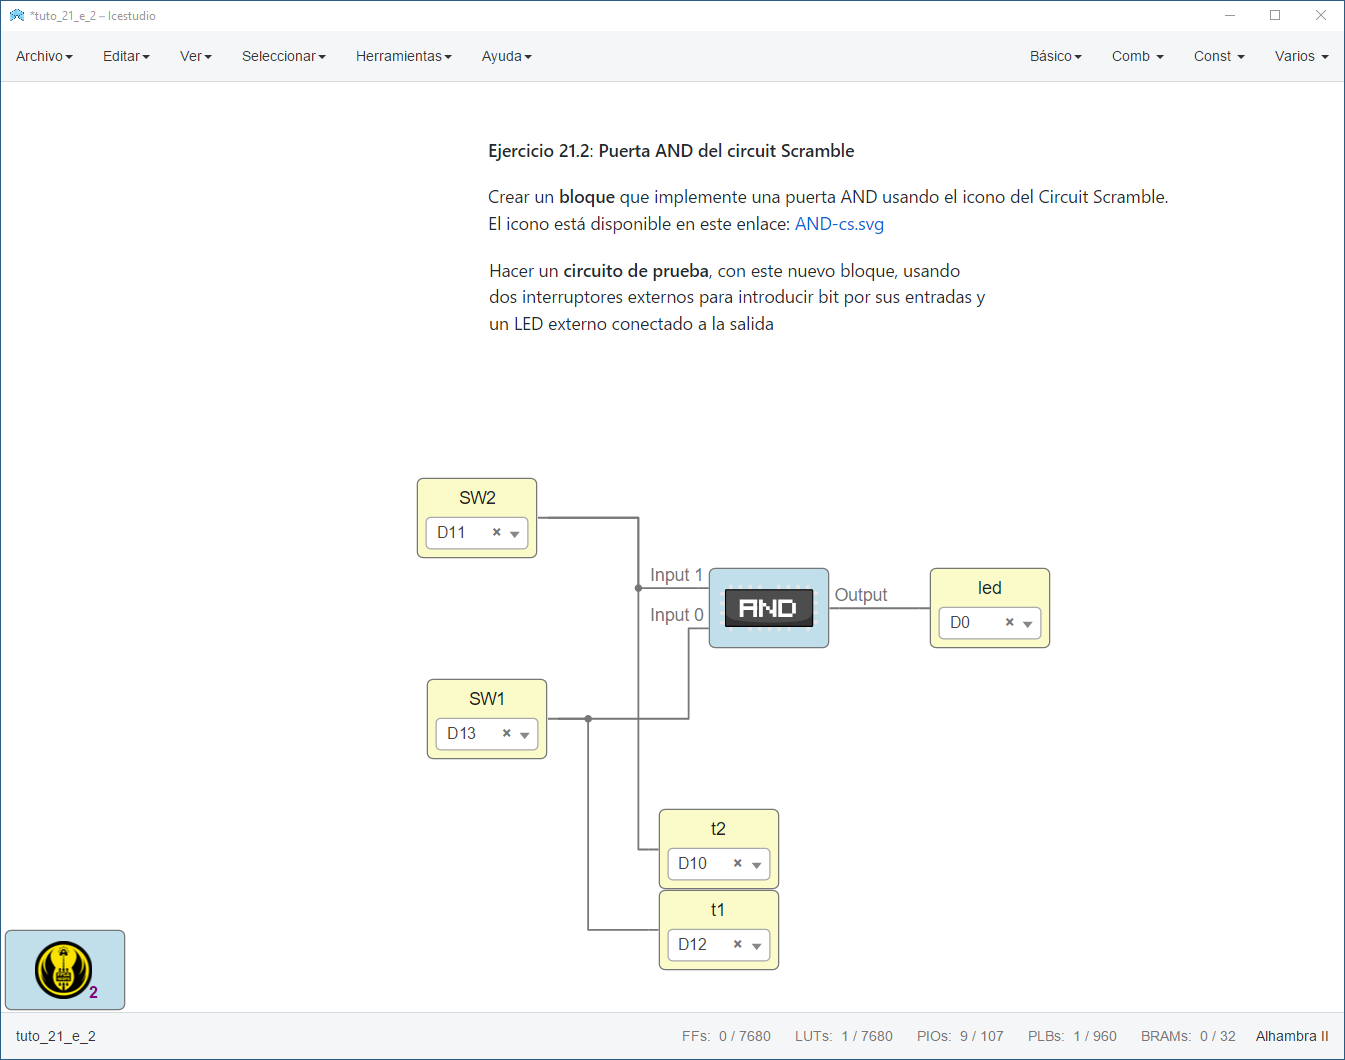 *tuto_21_e_2 – Icestudio
Archivo Editar Ver Seleccionar Herramientas Ayuda Básico Comb Const Varios
Ejercicio 21.2: Puerta AND del circuit Scramble
Crear un bloque que implemente una puerta AND usando el icono del Circuit Scramble.
El icono está disponible en este enlace: AND-cs.svg
Hacer un circuito de prueba, con este nuevo bloque, usando
dos interruptores externos para introducir bit por sus entradas y
un LED externo conectado a la salida
SW2
D11
Input 1
Input 0
AND
Output
led
D0
SW1
D13
t2
D10
t1
D12
2
tuto_21_e_2 FFs: 0 / 7680 LUTs: 1 / 7680 PIOs: 9 / 107 PLBs: 1 / 960 BRAMs: 0 / 32 Alhambra II